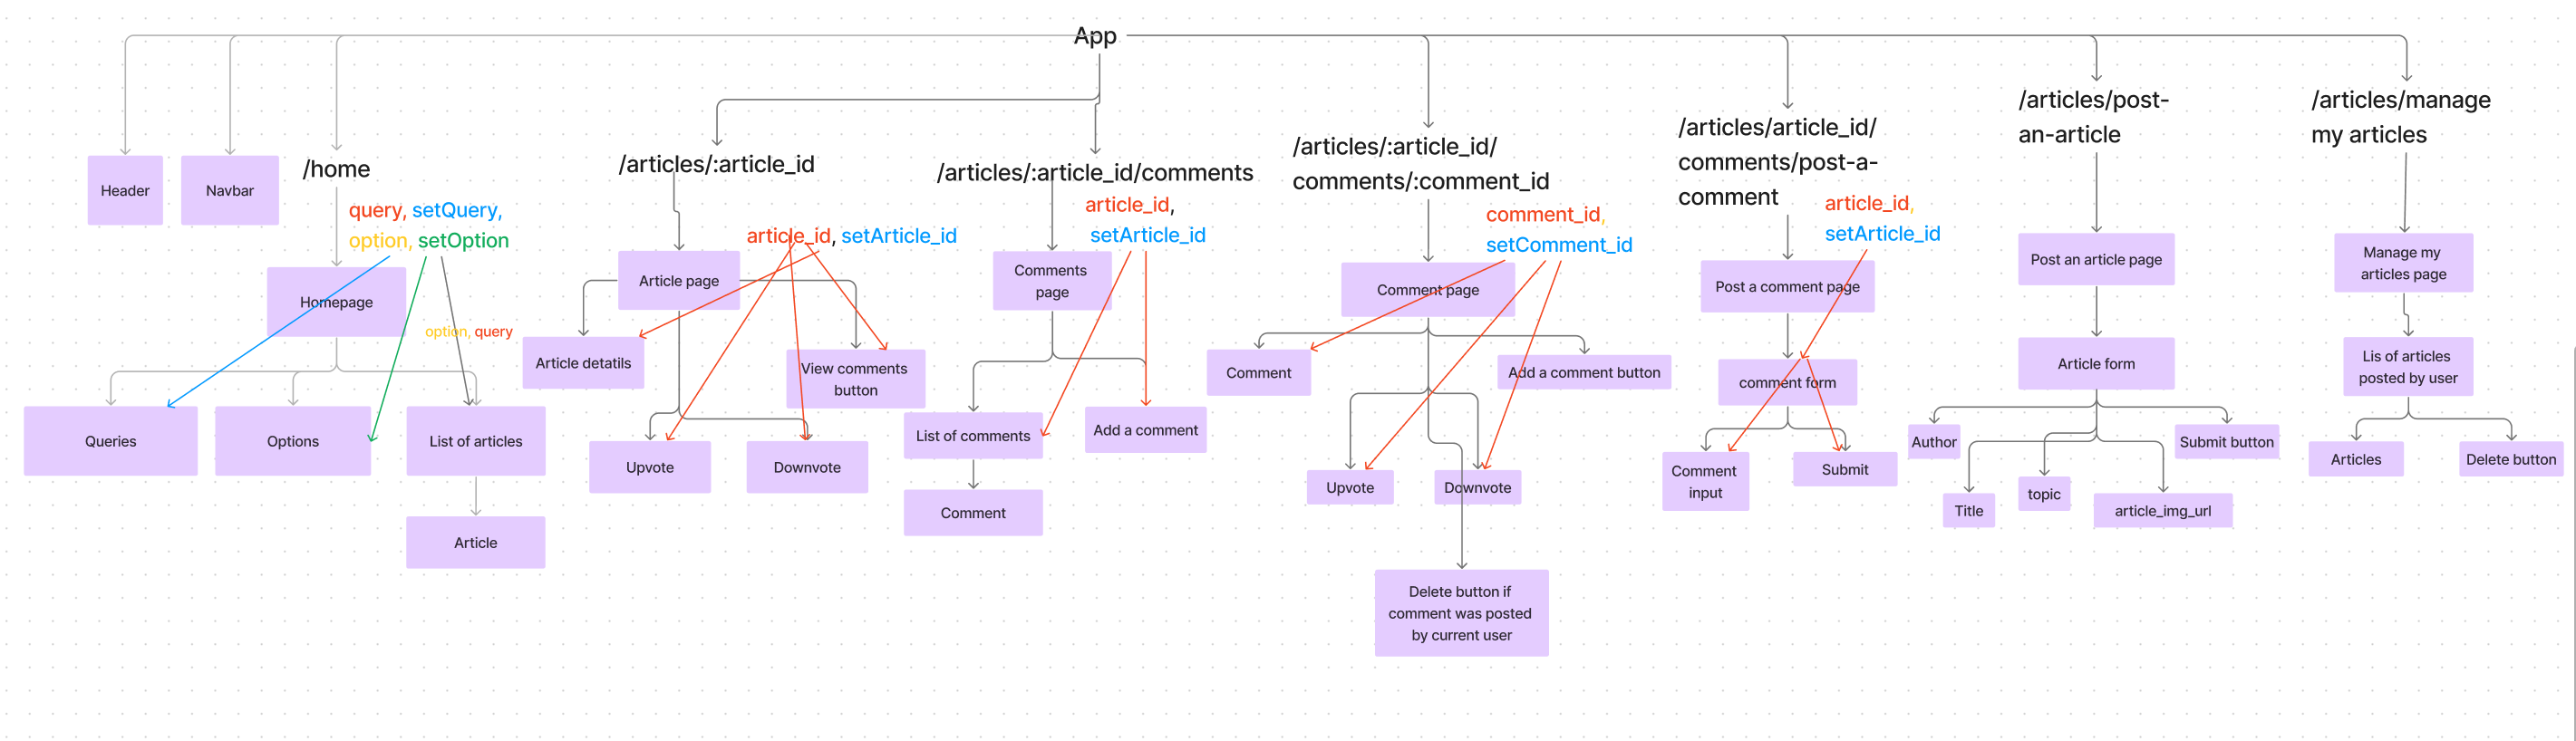 App
Header
Navbar
/home
query, setQuery,
option, setOption
Homepage
option, query
Queries
Options
List of articles
Article
/articles/:article_id
article_id, setArticle_id
Article page
Article detatils
View comments
button
Upvote
Downvote
/articles/:article_id/comments
article_id,
setArticle_id
Comments
page
List of comments
Add a comment
Comment
/articles/:article_id/
comments/:comment_id
comment_id,
setComment_id
Comment page
Comment
Add a comment button
Upvote
Downvote
Delete button if
comment was posted
by current user
/articles/article_id/
comments/post-a-
comment
article_id,
setArticle_id
Post a comment page
comment form
Comment
input
Submit
/articles/post-
an-article
Post an article page
Article form
Author
Submit button
Title
topic
article_img_url
/articles/manage
my articles
Manage my
articles page
Lis of articles
posted by user
Articles
Delete button